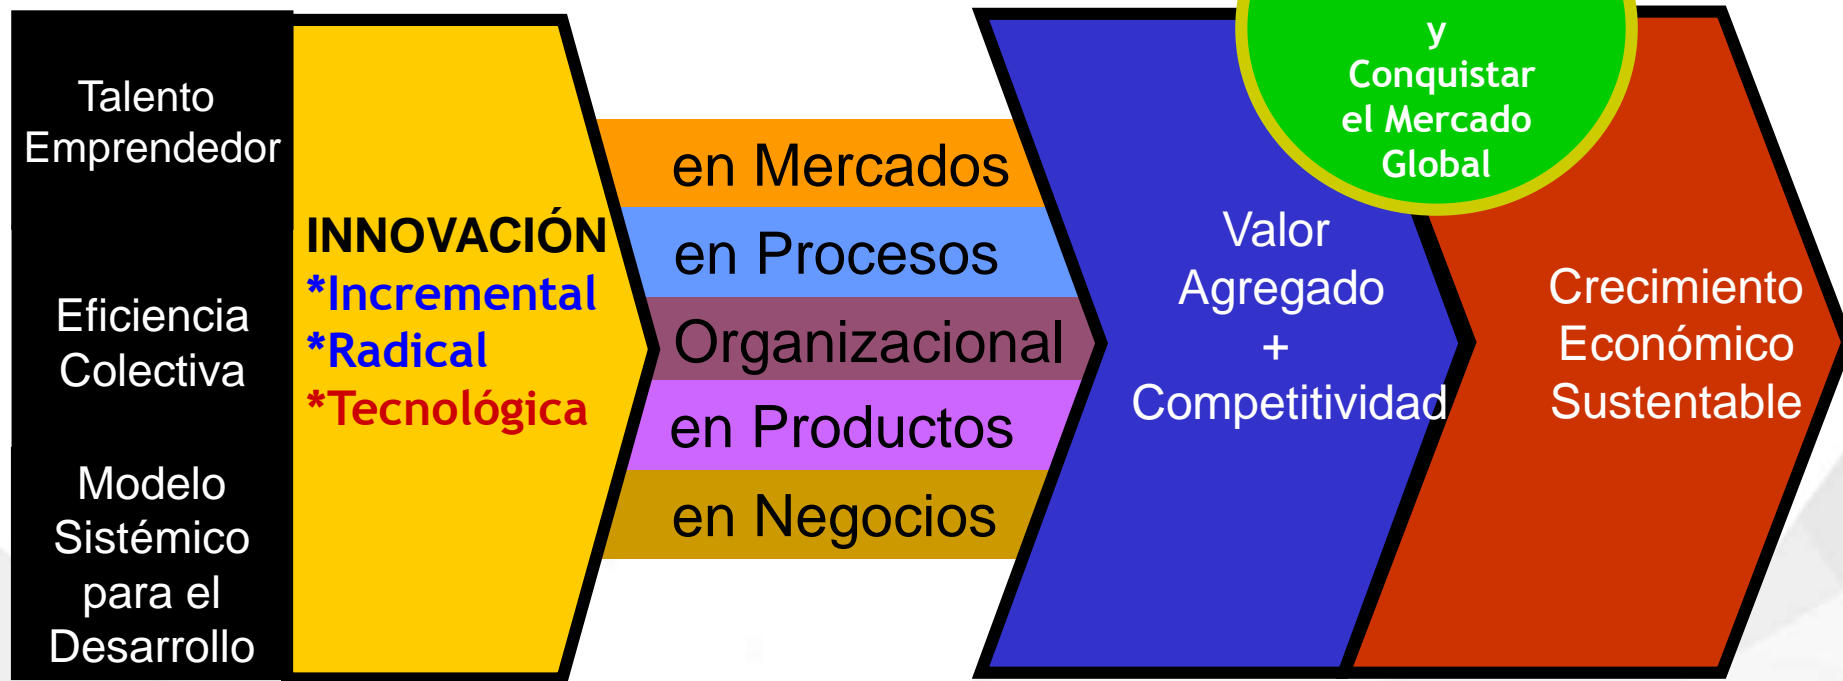 Talento
Emprendedor
Eficiencia
Colectiva
Modelo
Sistémico
para el
Desarrollo
INNOVACIÓN
*Incremental
*Radical
*Tecnológica
en Mercados
en Procesos
Organizacional
en Productos
en Negocios
Valor
Agregado
+
Competitividad
y
Conquistar
el Mercado
Global
Crecimiento
Económico
Sustentable